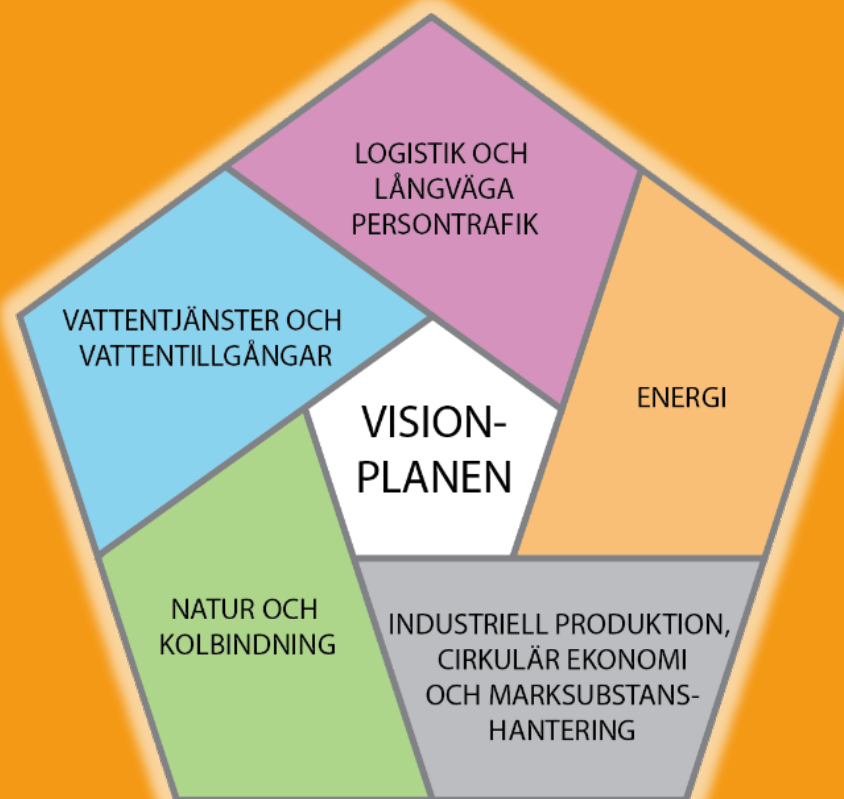 LOGISTIK OCH
LÅNGVÄGA
PERSONTRAFIK
VATTENTJÄNSTER OCH
VATTENTILLGÅNGAR
ENERGI
VISION-
PLANEN
NATUR OCH
KOLBINDNING
INDUSTRIELL PRODUKTION,
CIRKULÄR EKONOMI
OCH MARKSUBSTANS-
HANTERING